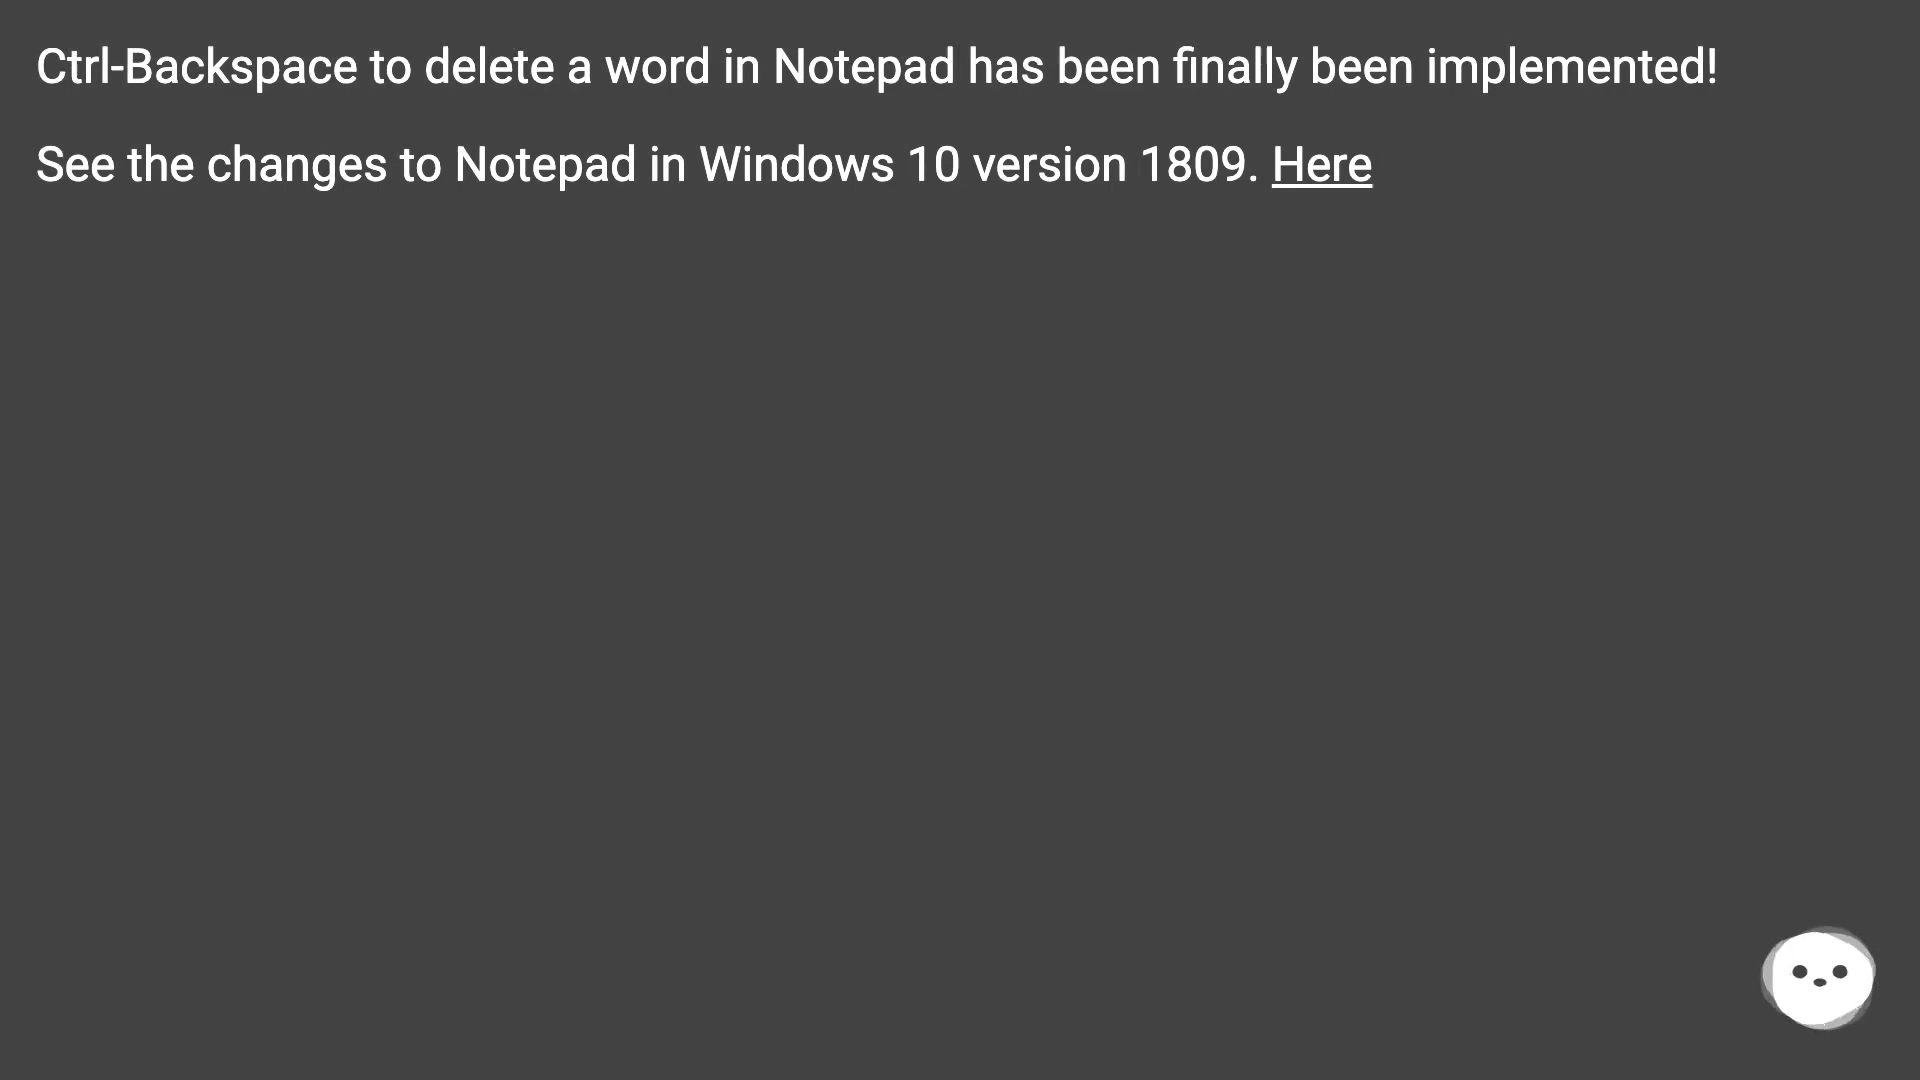 Ctrl-Backspace to delete a word in Notepad has been finally been implemented!
See the changes to Notepad in Windows 10 version 1809. Here